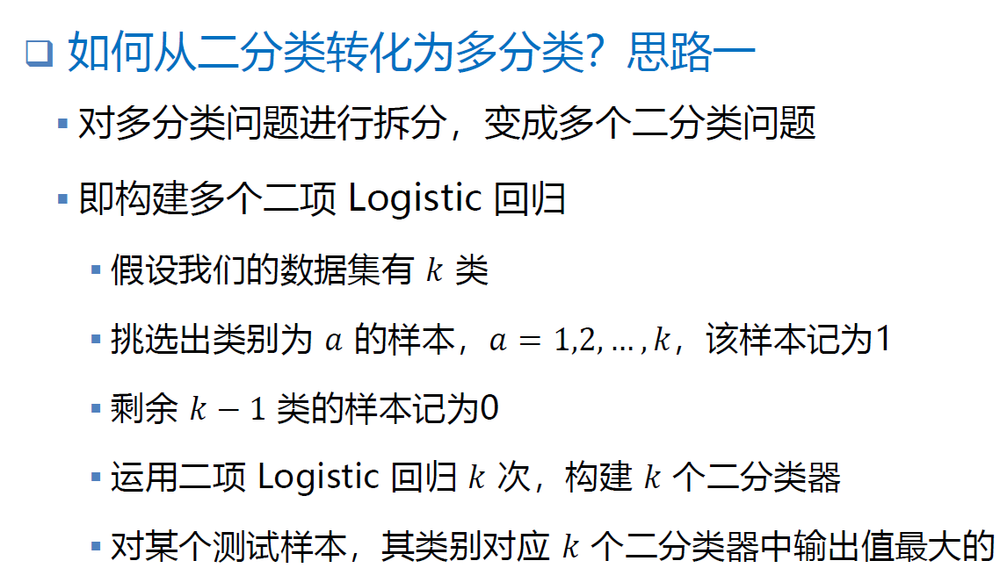 如何从二分类转化为多分类？思路一
对多分类问题进行拆分，变成多个二分类问题
即构建多个二项 Logistic 回归
假设我们的数据集有 k 类
挑选出类别为 a 的样本，a = 1,2, … , k，该样本记为1
剩余 k − 1 类的样本记为0
运用二项 Logistic 回归 k 次，构建 k 个二分类器
对某个测试样本，其类别对应 k 个二分类器中输出值最大的